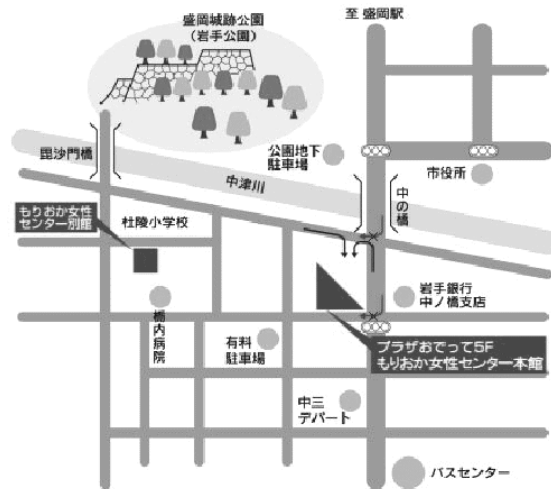 盛岡城跡公園
（岩手公園）
至 盛岡駅
毘沙門橋
公園地下
駐車場
中津川
市役所
中の橋
もりおか女性
センター別館
杜陵小学校
岩手銀行
中ノ橋支店
栃内病院
有料
駐車場
プラザおでって5F
もりおか女性センター本館
中三
デパート
バスセンター